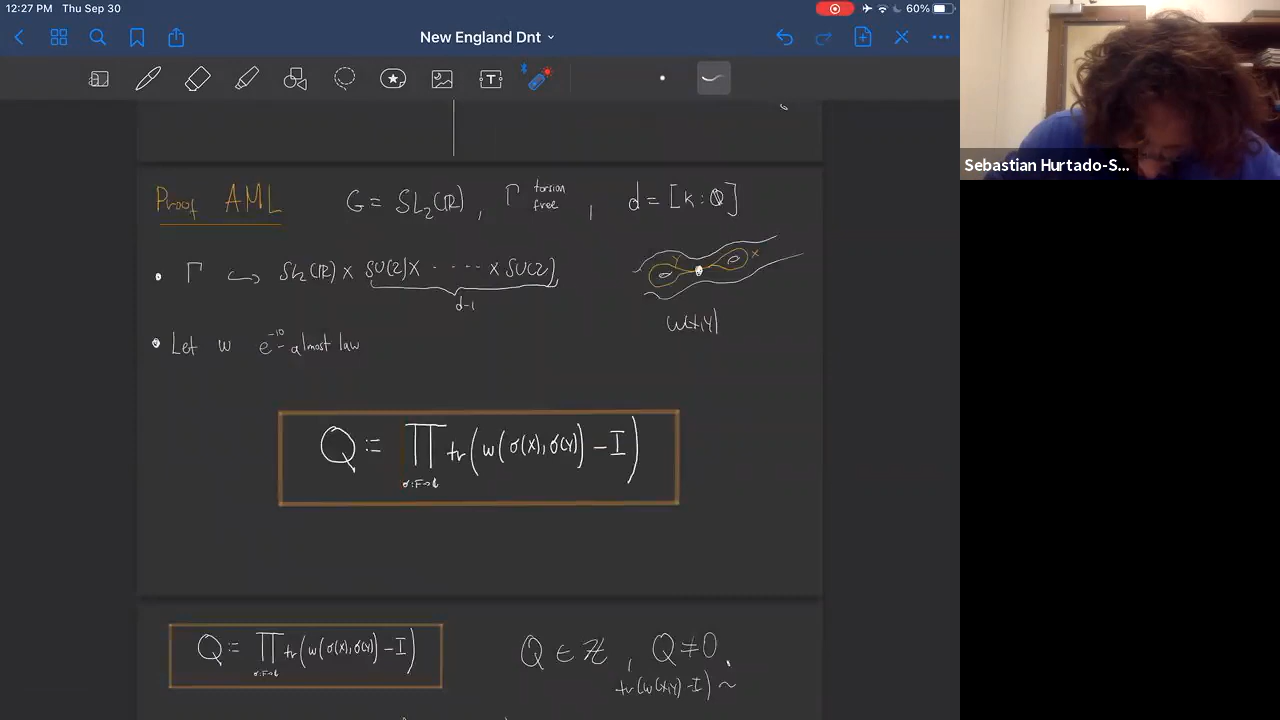 12:27 PM Thu Sep 30
60%
New England Dnt
Proof AML G = SL₂(ℝ), Γ torsion free, d = [k:ℚ]
• Γ ↪ SL₂(ℝ) × SU(2) × ····· × SU(2)
d-1
Y X
w(x,y)
• Let w e⁻¹⁰- almost law
Q := ∏ tr(w(σ(x), σ(y)) - I)
Q := ∏ tr(w(σ(x), σ(y)) - I) Q ∈ ℤ, Q ≠ 0.
tr(w(x,y) - I) ~
Sebastian Hurtado-S...